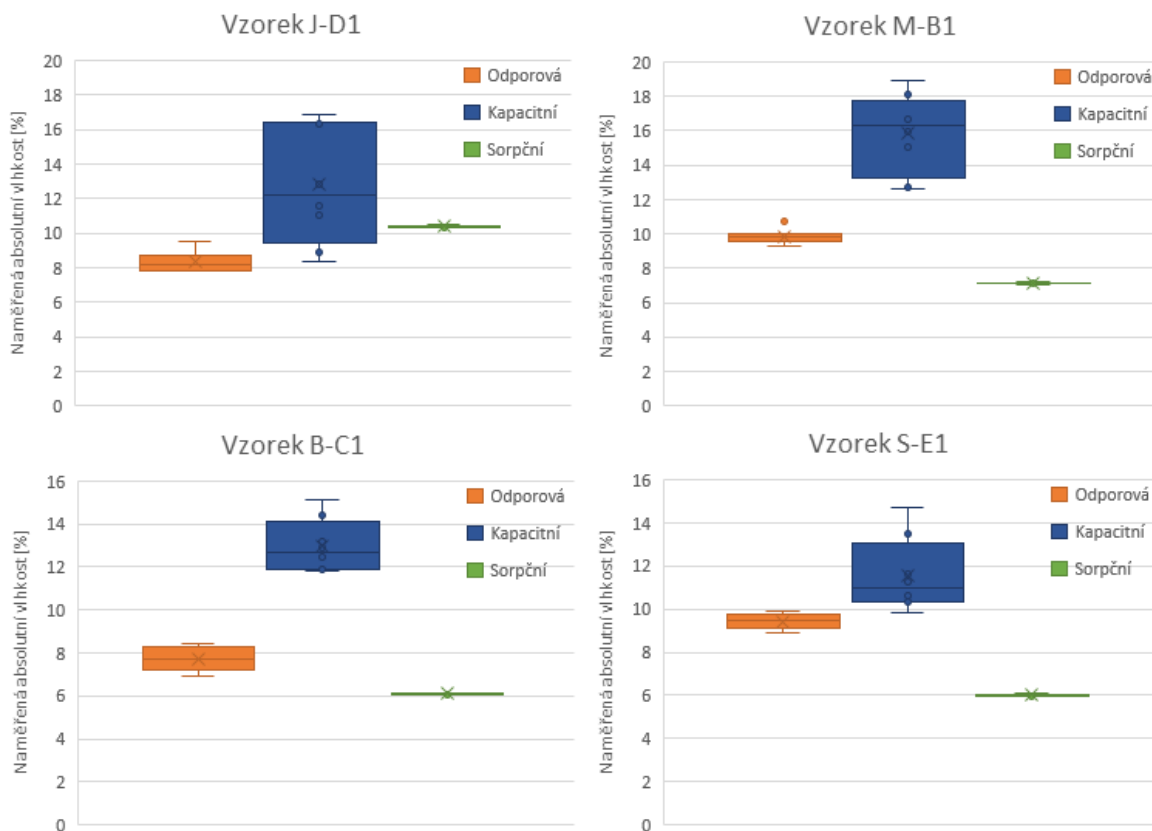 Vzorek J-D1
Naměřená absolutní vlhkost [%]
20
18
16
14
12
10
8
6
4
2
0
Odporová
Kapacitní
Sorpční
Vzorek M-B1
Naměřená absolutní vlhkost [%]
20
18
16
14
12
10
8
6
4
2
0
Odporová
Kapacitní
Sorpční
Vzorek B-C1
Naměřená absolutní vlhkost [%]
16
14
12
10
8
6
4
2
0
Odporová
Kapacitní
Sorpční
Vzorek S-E1
Naměřená absolutní vlhkost [%]
16
14
12
10
8
6
4
2
0
Odporová
Kapacitní
Sorpční